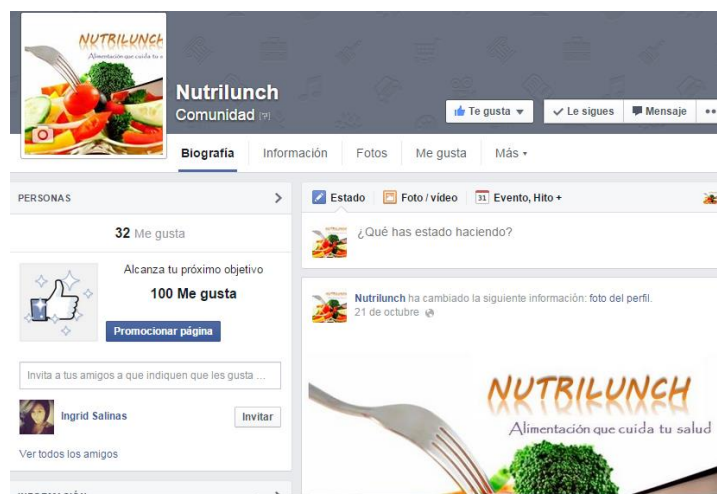 NUTRILUNCH
Alimentación que cuida tu s
Nutrilunch
Comunidad [?]
Te gusta
Le sigues
Mensaje
Biografía
Información
Fotos
Me gusta
Más
PERSONAS
32 Me gusta
Alcanza tu próximo objetivo
100 Me gusta
Promocionar página
Invita a tus amigos a que indiquen que les gusta ...
Ingrid Salinas
Invitar
Ver todos los amigos
Estado
Foto / vídeo
31
Evento, Hito +
¿Qué has estado haciendo?
Nutrilunch ha cambiado la siguiente información: foto del perfil.
21 de octubre
NUTRILUNCH
Alimentación que cuida tu salud